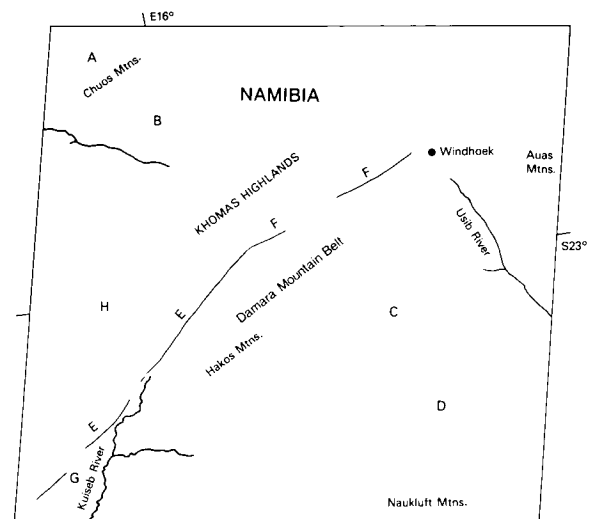 E16°
A
Chuos Mtns.
B
NAMIBIA
Windhoek
Auas
Mtns.
F
KHOMAS HIGHLANDS
Usib River
F
S23°
Damara Mountain Belt
H
E
C
Hakos Mtns.
D
E
G
Kuiseb River
Naukluft Mtns.